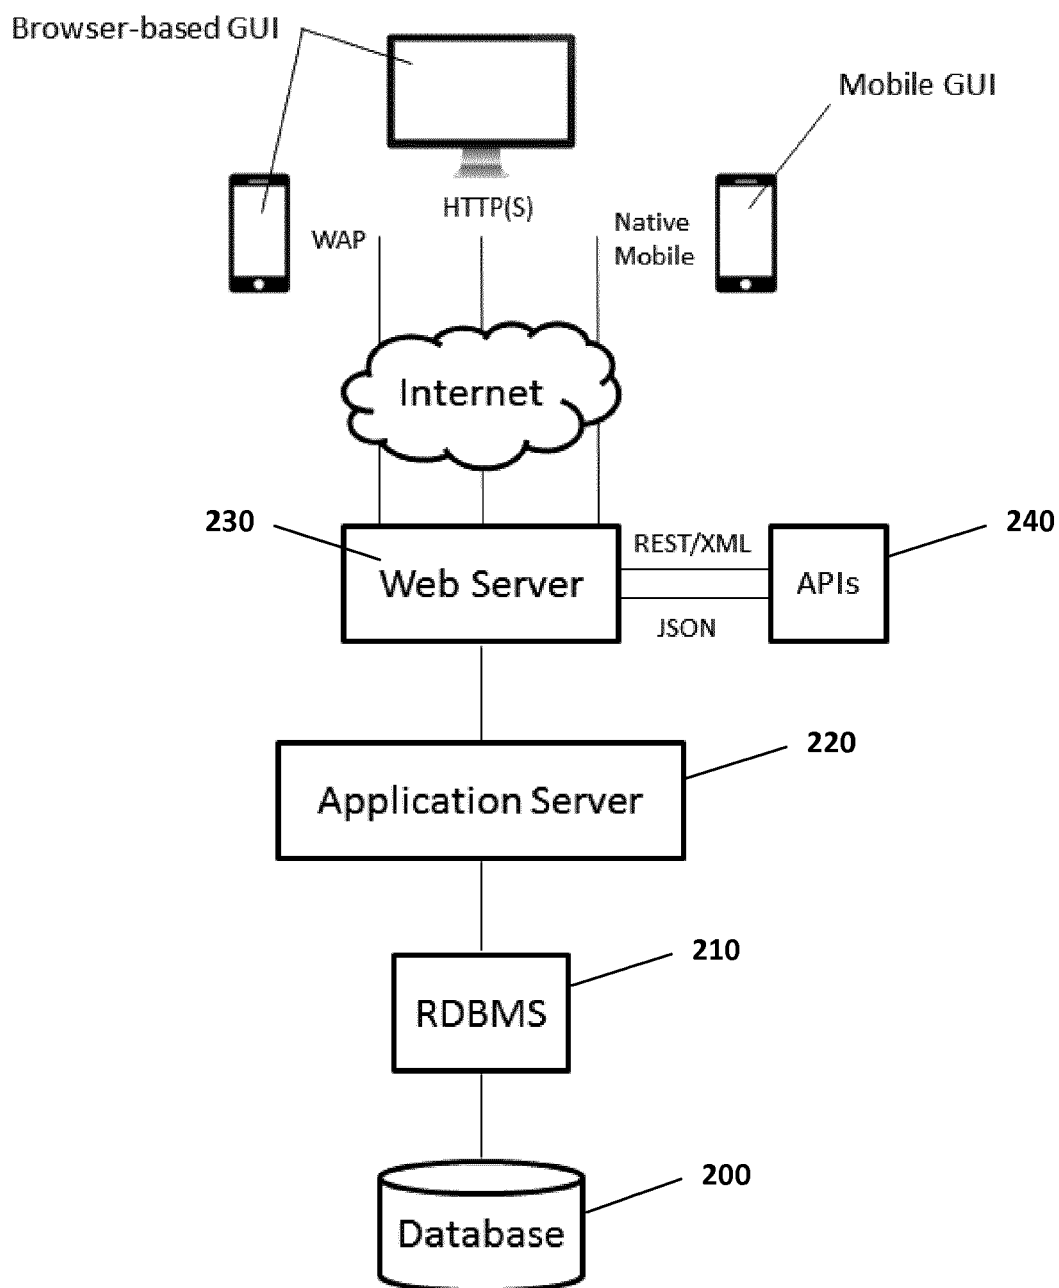 Browser-based GUI
Mobile GUI
HTTP(S)
WAP
Native
Mobile
Internet
230
240
REST/XML
Web Server
APIs
JSON
220
Application Server
210
RDBMS
200
Database